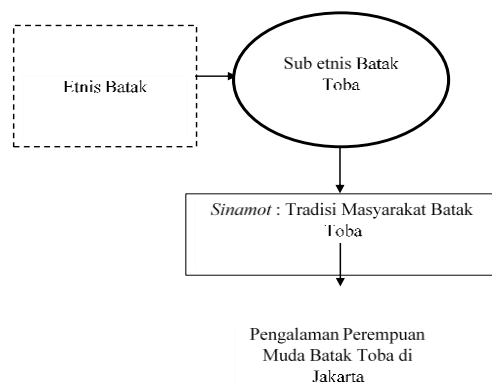 Etnis Batak
Sub etnis Batak
Toba
Sinamot : Tradisi Masyarakat Batak
Toba
Pengalaman Perempuan
Muda Batak Toba di
Jakarta